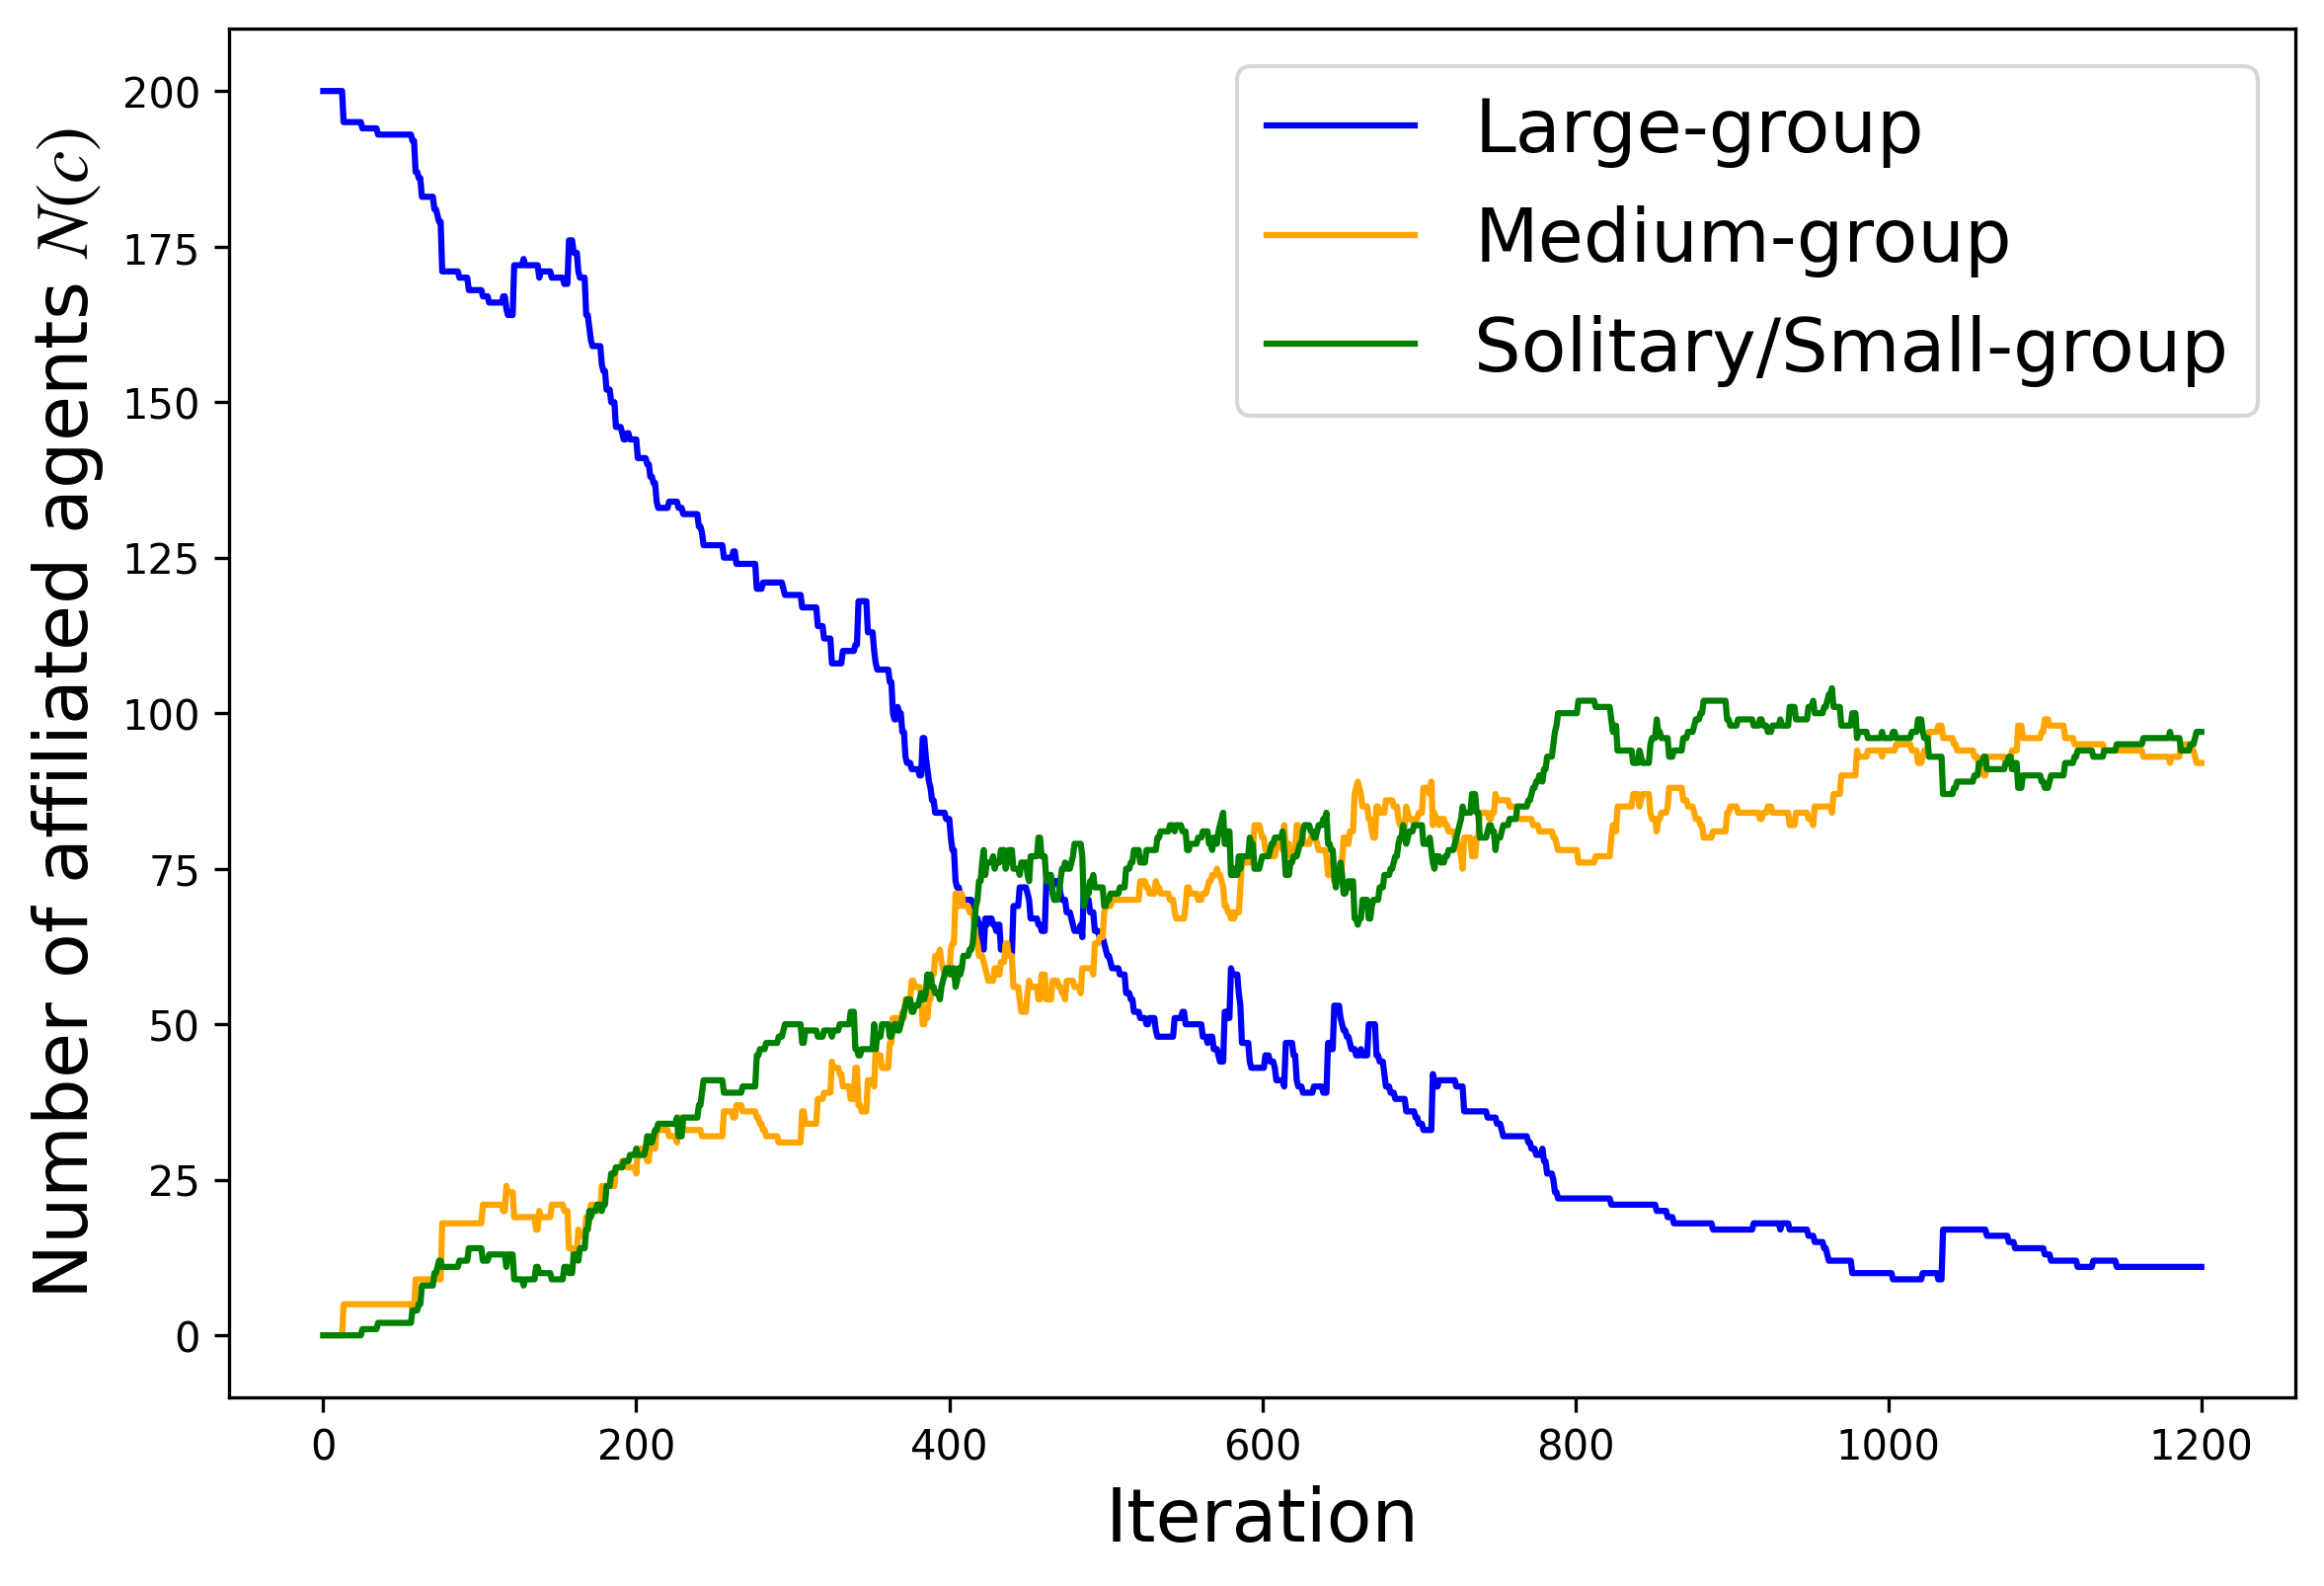 Number of affiliated agents N(c)
200
175
150
125
100
75
50
25
0
Large-group
Medium-group
Solitary/Small-group
0 200 400 600 800 1000 1200
Iteration